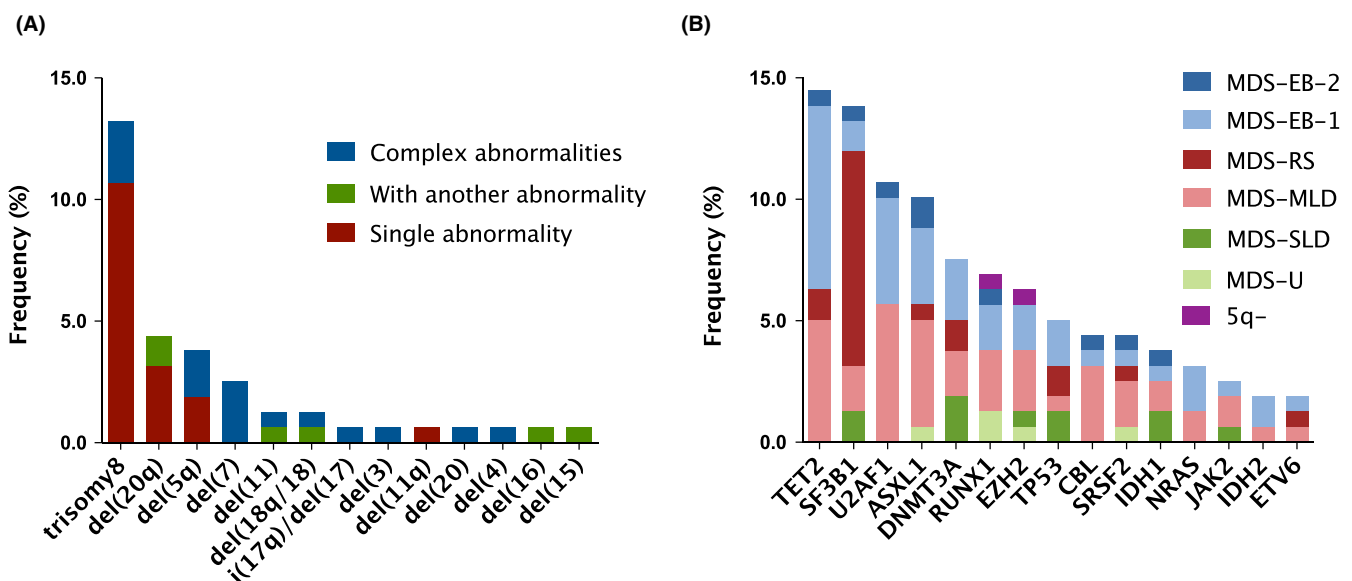 (A)
Frequency (%)
15.0
10.0
5.0
0.0
Complex abnormalities
With another abnormality
Single abnormality
trisomy8
del(20q)
del(5q)
del(7)
del(11)
del(18q/18)
i(17q)/del(17)
del(3)
del(11q)
del(20)
del(4)
del(16)
del(15)
(B)
Frequency (%)
15.0
10.0
5.0
0.0
MDS-EB-2
MDS-EB-1
MDS-RS
MDS-MLD
MDS-SLD
MDS-U
5q-
TET2
SF3B1
U2AF1
ASXL1
DNMT3A
RUNX1
EZH2
TP53
CBL
SRSF2
IDH1
NRAS
JAK2
IDH2
ETV6